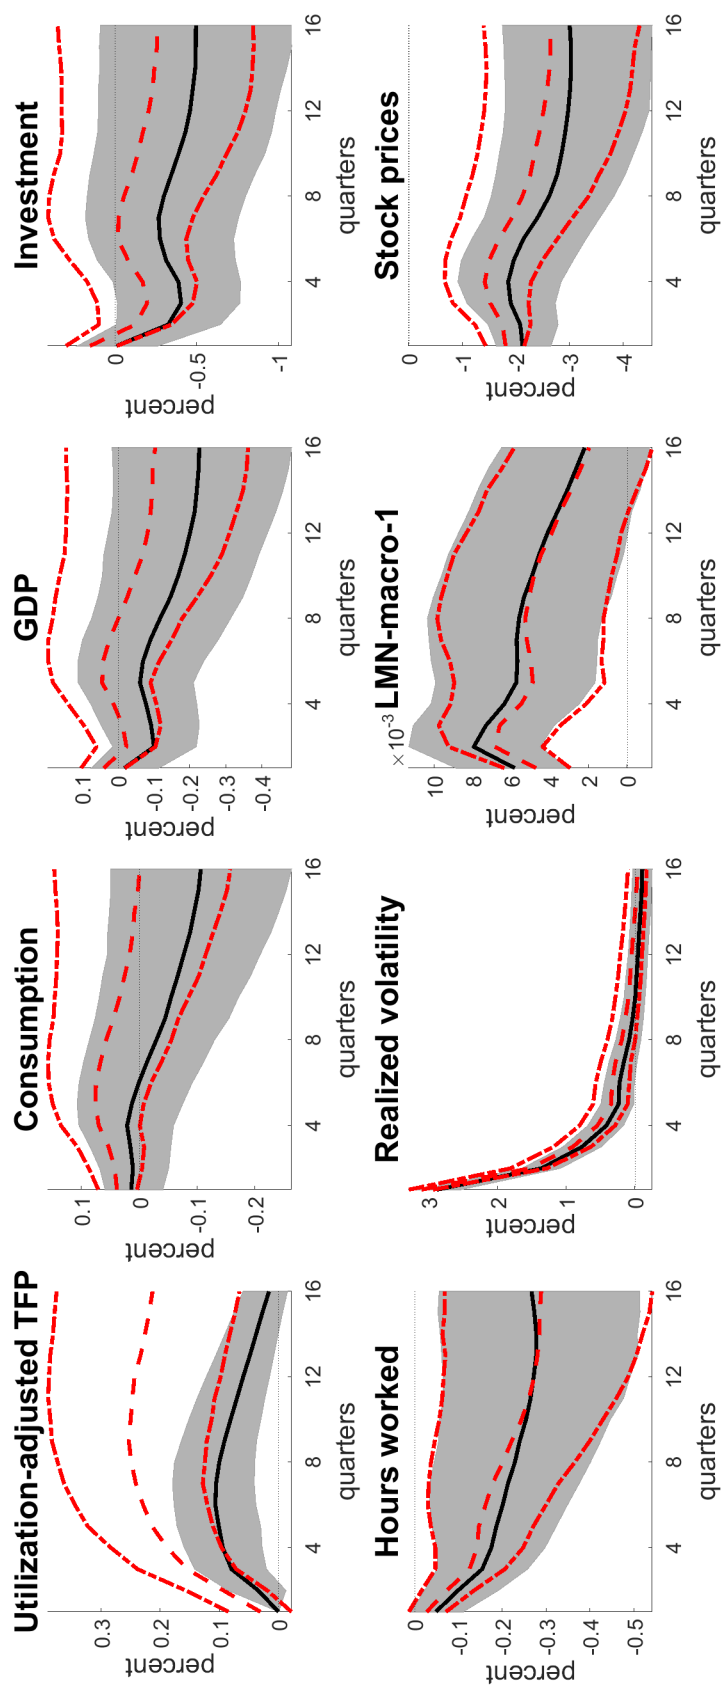 Utilization-adjusted TFP
percent
0.3
0.2
0.1
0
4 8 12 16
quarters
Consumption
percent
0.1
0
-0.1
-0.2
4 8 12 16
quarters
GDP
percent
0.1
0
-0.1
-0.2
-0.3
-0.4
4 8 12 16
quarters
Investment
percent
0
-0.5
-1
4 8 12 16
quarters
Hours worked
percent
0
-0.1
-0.2
-0.3
-0.4
-0.5
4 8 12 16
quarters
Realized volatility
percent
3
2
1
0
4 8 12 16
quarters
×10⁻³ LMN-macro-1
percent
10
8
6
4
2
0
4 8 12 16
quarters
Stock prices
percent
0
-1
-2
-3
-4
4 8 12 16
quarters